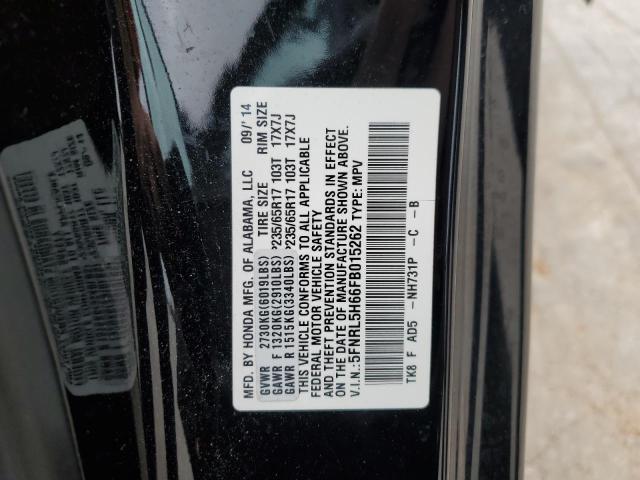 MFD. BY HONDA MFG. OF ALABAMA, LLC 09/'14
GVWR 2730KG(6019LBS) TIRE SIZE RIM SIZE
GAWR F 1320KG(2910LBS) P235/65R17 103T 17X7J
GAWR R 1515KG(3340LBS) P235/65R17 103T 17X7J
THIS VEHICLE CONFORMS TO ALL APPLICABLE
FEDERAL MOTOR VEHICLE SAFETY
AND THEFT PREVENTION STANDARDS IN EFFECT
ON THE DATE OF MANUFACTURE SHOWN ABOVE.
V.I.N.: 5FNRL5H66FB015262 TYPE: MPV
TK8 F AD5 -NH731P -C -B